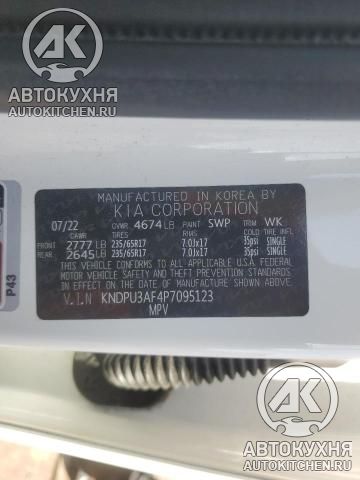 АК
АВТОКУХНЯ
AUTOKITCHEN.RU
MANUFACTURED IN KOREA BY
KIA CORPORATION
07/22 GVWR 4674 LB PAINT SWP TRIM WK
GAWR TIRES RIMS COLD TIRE INFL.
FRONT 2777 LB 235/65R17 7.0Jx17 35psi SINGLE
REAR 2645 LB 235/65R17 7.0Jx17 35psi SINGLE
THIS VEHICLE CONFORMS TO ALL APPLICABLE FEDERAL
MOTOR VEHICLE SAFETY AND THEFT PREVENTION
STANDARDS IN EFFECT ON THE DATE OF
MANUFACTURE SHOWN ABOVE.
V.I.N KNDPU3AF4P7095123
MPV
P43
АК
АВТОКУХНЯ
AUTOKITCHEN.RU